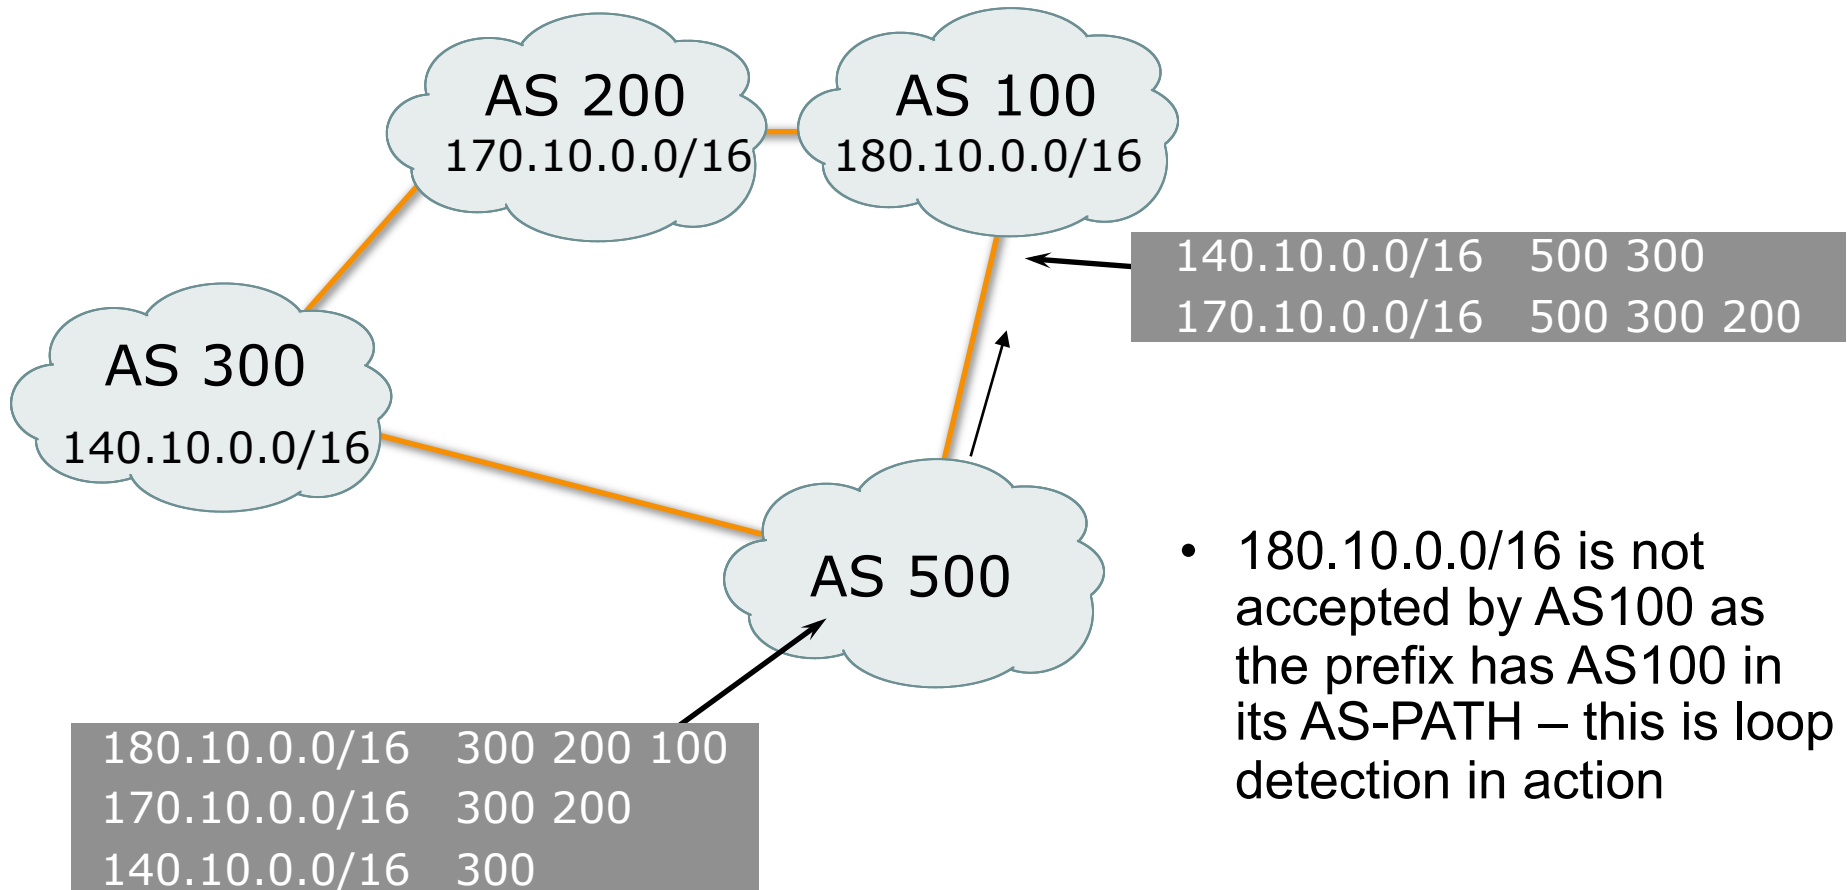 AS 200
170.10.0.0/16
AS 100
180.10.0.0/16
140.10.0.0/16 500 300
170.10.0.0/16 500 300 200
AS 300
140.10.0.0/16
AS 500
• 180.10.0.0/16 is not
accepted by AS100 as
the prefix has AS100 in
its AS-PATH – this is loop
detection in action
180.10.0.0/16 300 200 100
170.10.0.0/16 300 200
140.10.0.0/16 300